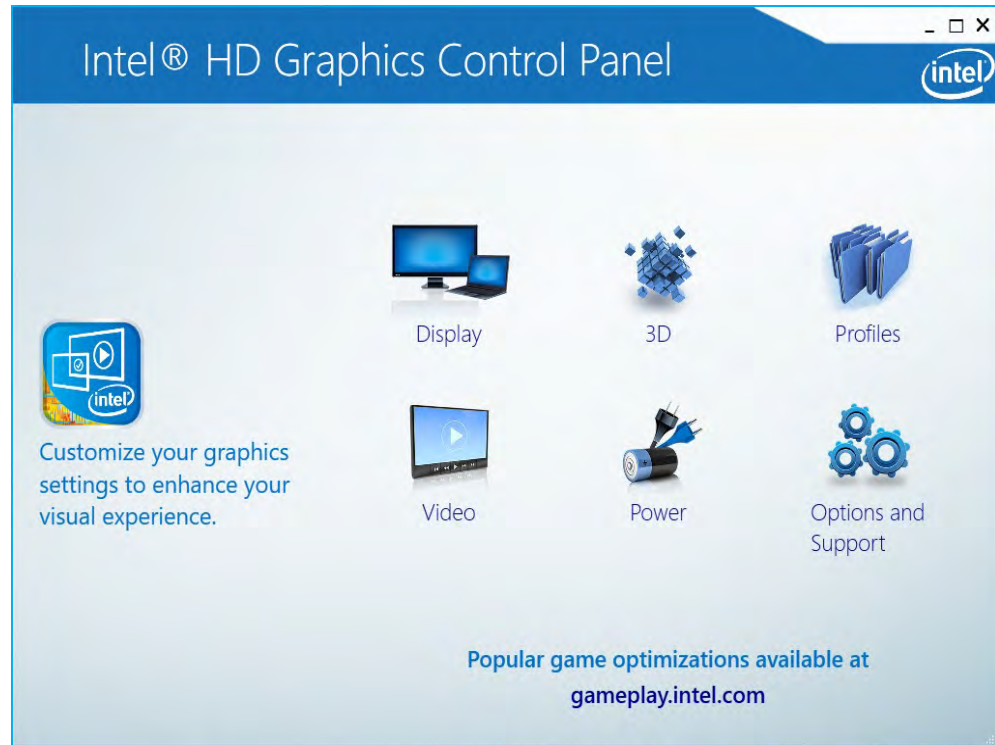 Intel® HD Graphics Control Panel
intel
Display
3D
Profiles
intel
Customize your graphics
settings to enhance your
visual experience.
Video
Power
Options and
Support
Popular game optimizations available at
gameplay.intel.com